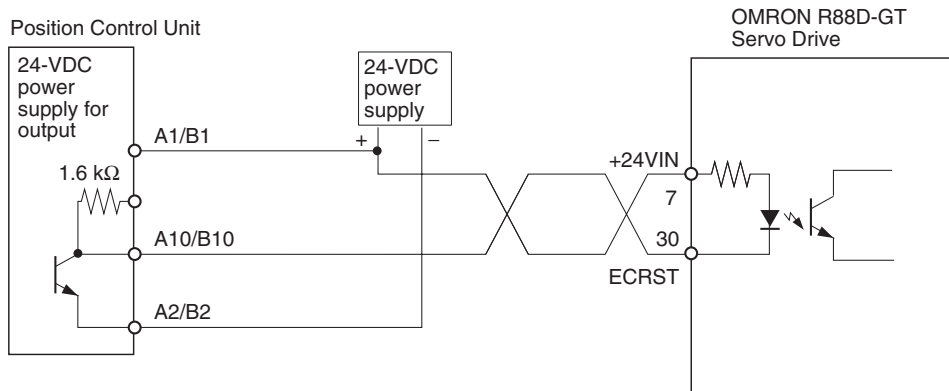 Position Control Unit
OMRON R88D-GT
Servo Drive
24-VDC
power
supply for
output
24-VDC
power
supply
A1/B1
+
−
+24VIN
1.6 kΩ
7
A10/B10
30
ECRST
A2/B2